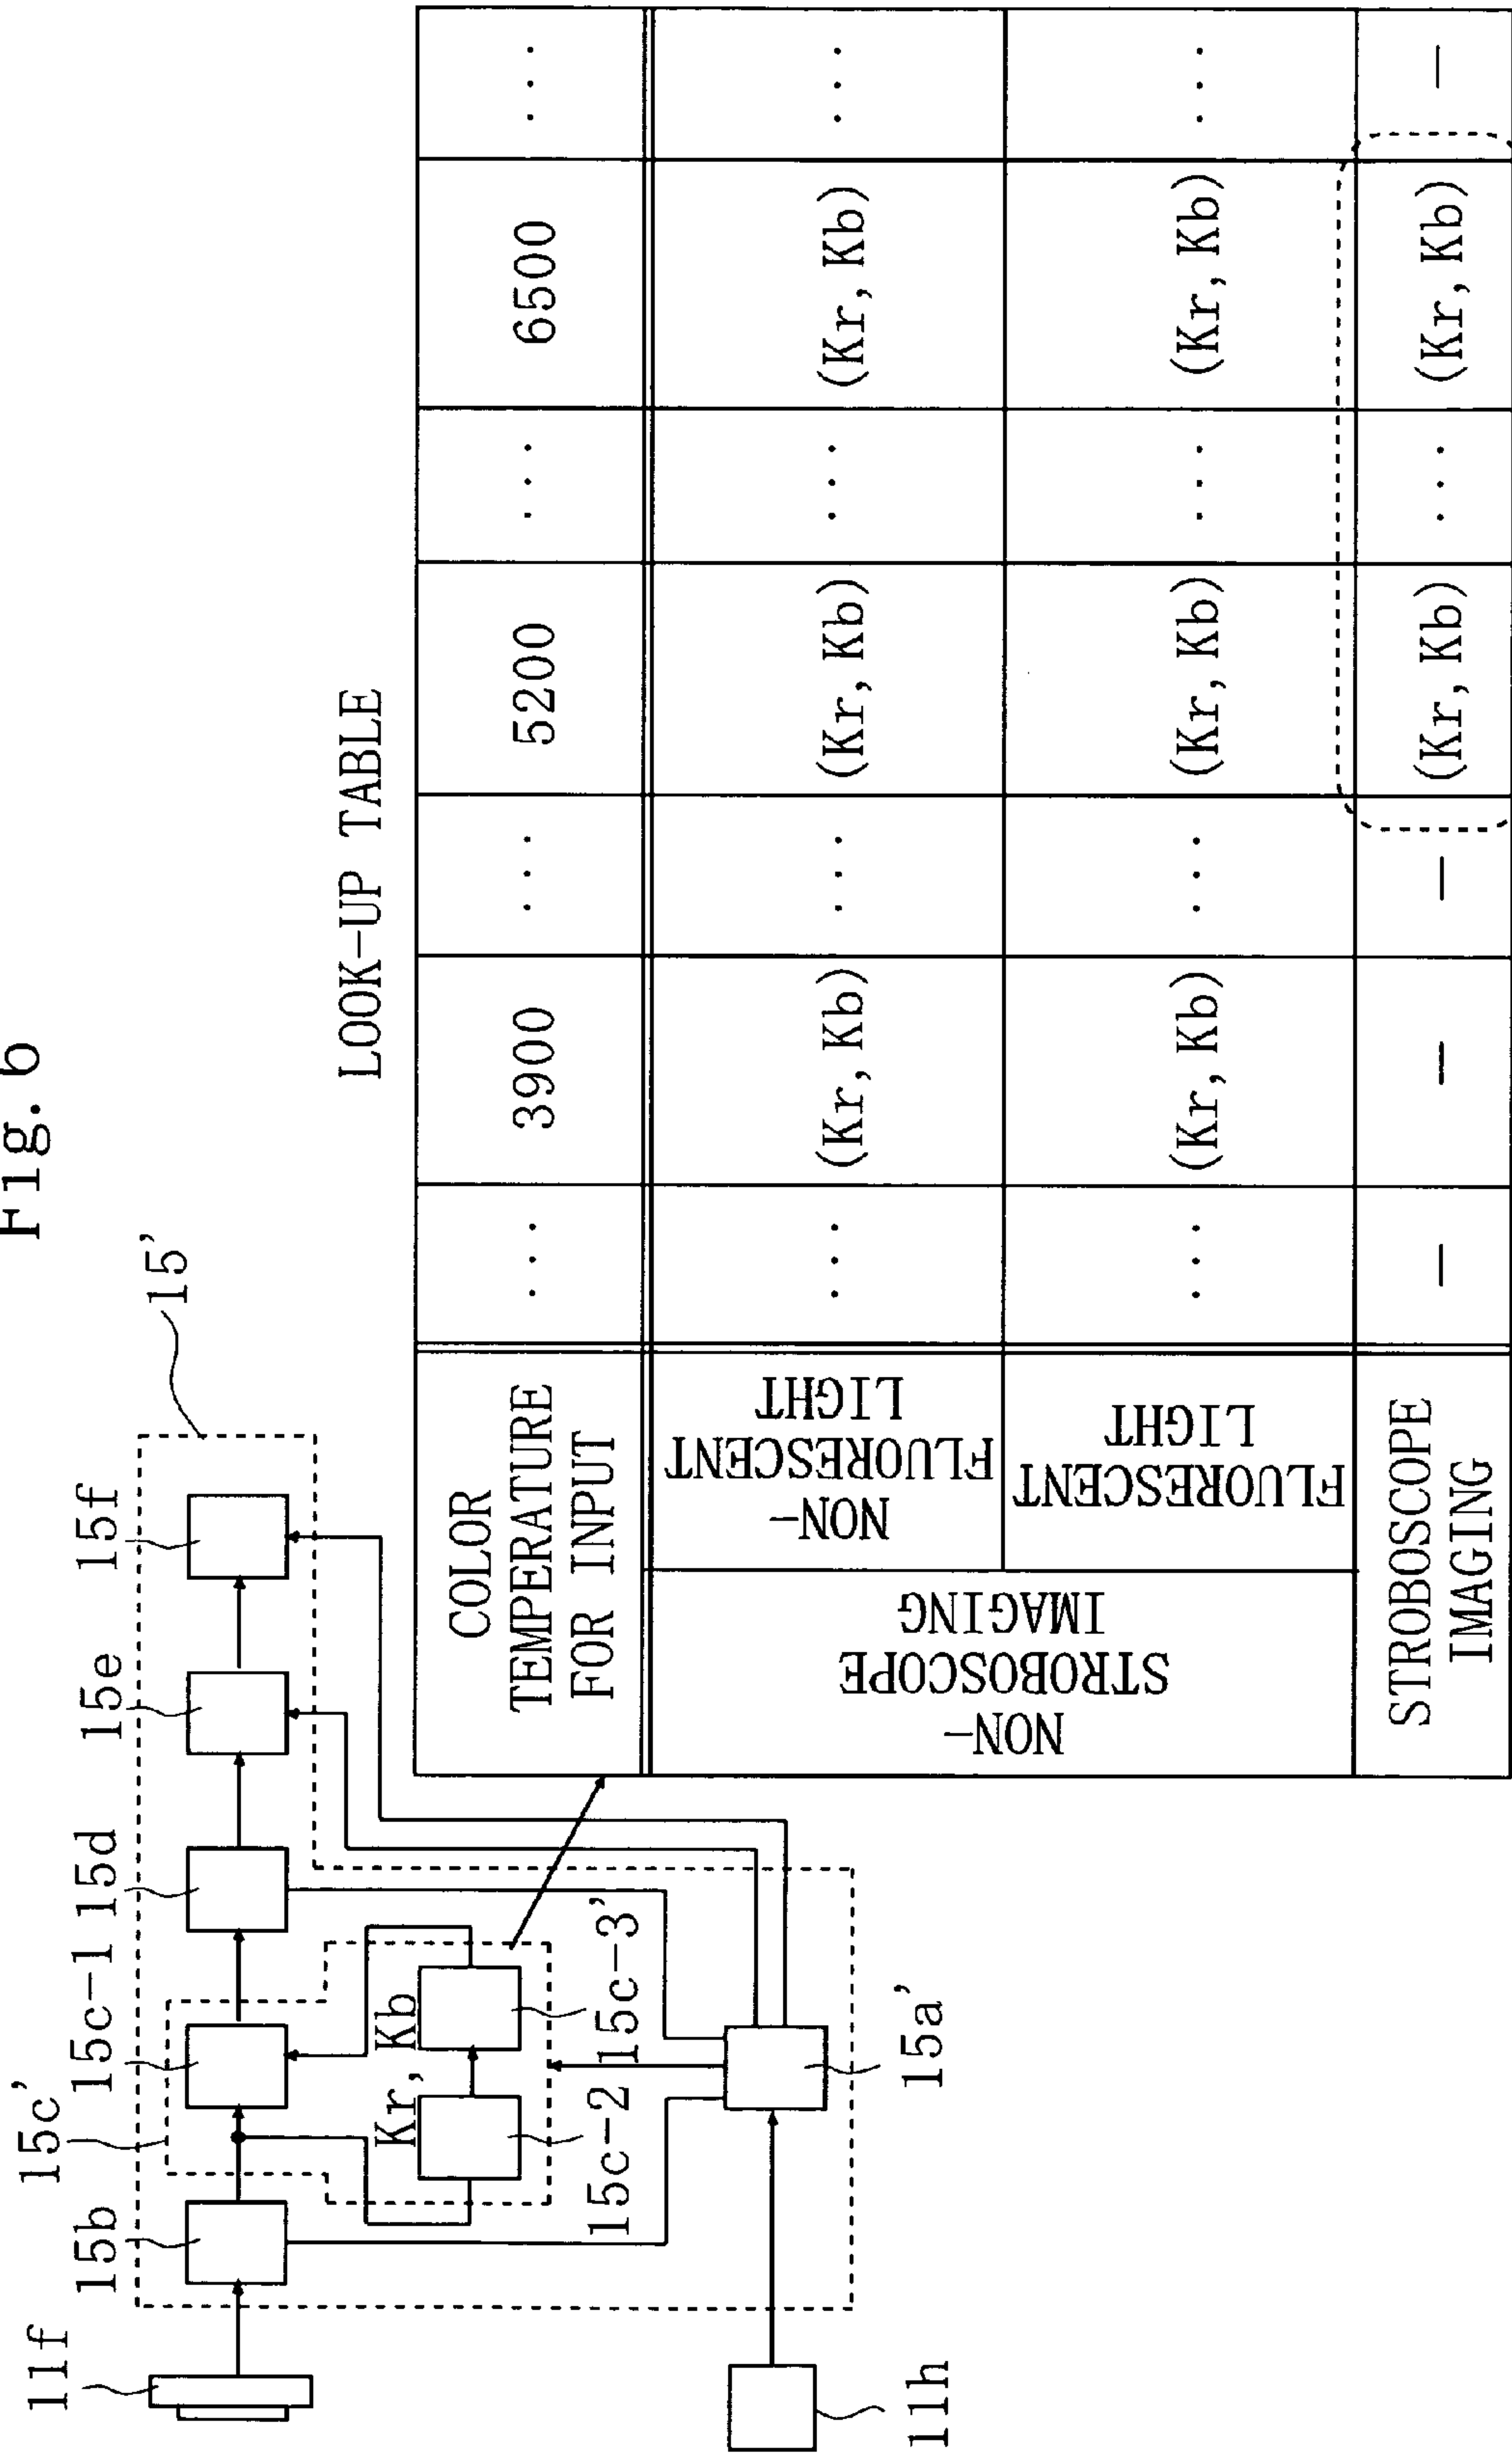 Fig. 6
11f
15b
15c'
15c-1
15d
15e
15f
15'
Kr, Kb
15c-2
15c-3'
15a'
11h
LOOK-UP TABLE
COLOR
TEMPERATURE
FOR INPUT
... 3900 ... 5200 ... 6500 ...
NON-
STROBOSCOPE
IMAGING
NON-
FLUORESCENT
LIGHT
... (Kr, Kb) ... (Kr, Kb) ... (Kr, Kb) ...
FLUORESCENT
LIGHT
... (Kr, Kb) ... (Kr, Kb) ... (Kr, Kb) ...
STROBOSCOPE
IMAGING
— — — (Kr, Kb) ... (Kr, Kb) —